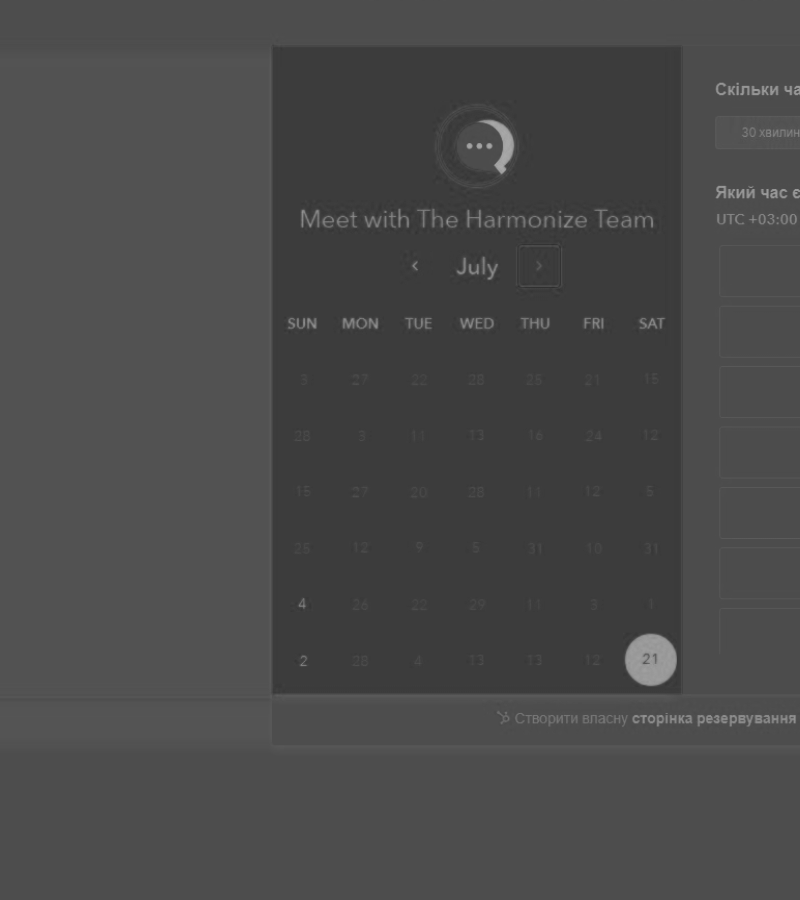 Meet with The Harmonize Team
‹ July ›
SUN MON TUE WED THU FRI SAT
3 27 22 28 25 21 15
28 3 11 13 16 24 12
15 27 20 28 11 12 5
25 12 9 5 31 10 31
4 26 22 29 11 3 1
2 28 4 13 13 12 21
Скільки ча
30 хвилин
Який час є
UTC +03:00
Створити власну сторінка резервування